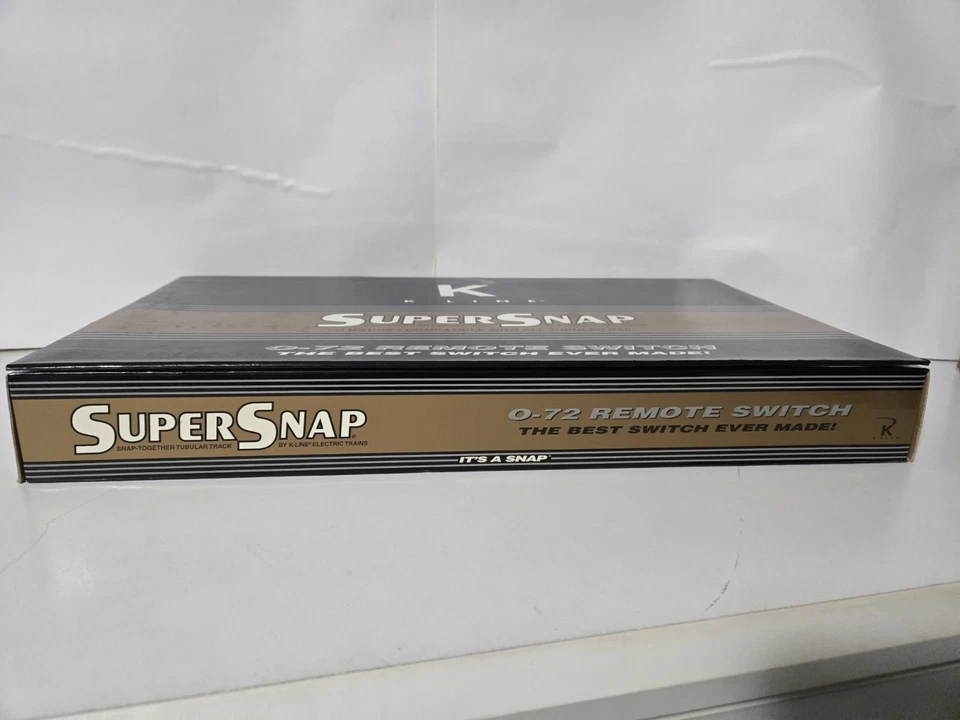 K
K-LINE®
SUPERSNAP
O-72 REMOTE SWITCH
THE BEST SWITCH EVER MADE!
SUPERSNAP®
SNAP-TOGETHER TUBULAR TRACK BY K-LINE® ELECTRIC TRAINS
O-72 REMOTE SWITCH
THE BEST SWITCH EVER MADE!
IT'S A SNAP
K